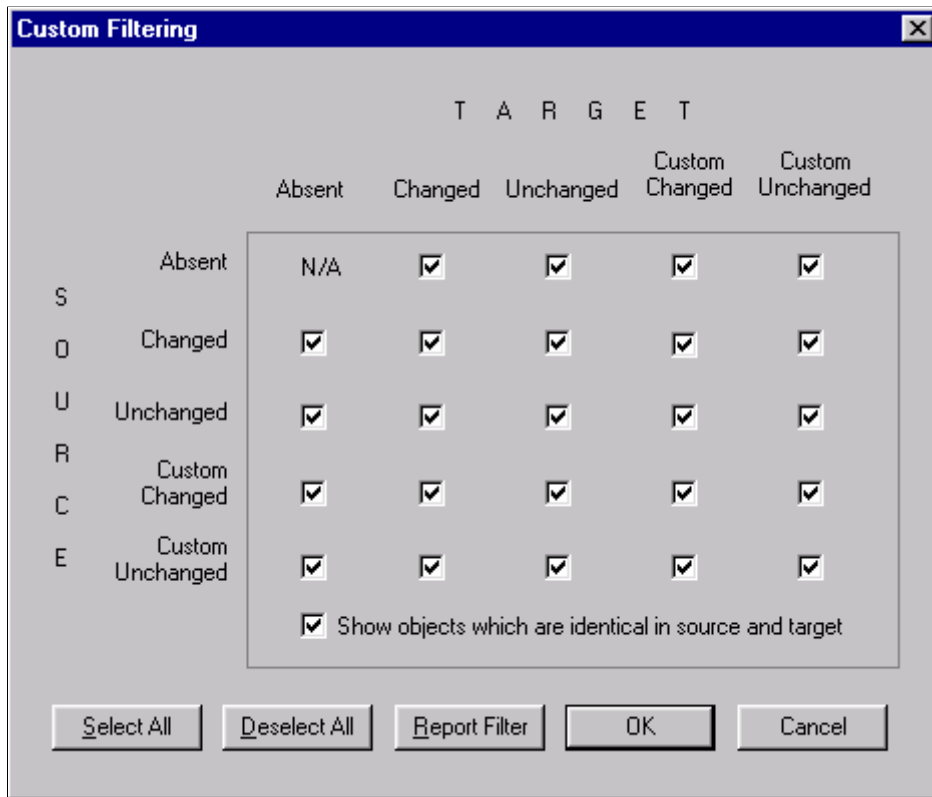 Custom Filtering
T A R G E T
Absent Changed Unchanged Custom Changed Custom Unchanged
S O U R C E
Absent N/A
Changed
Unchanged
Custom
Changed
Custom
Unchanged
Show objects which are identical in source and target
Select All Deselect All Report Filter OK Cancel